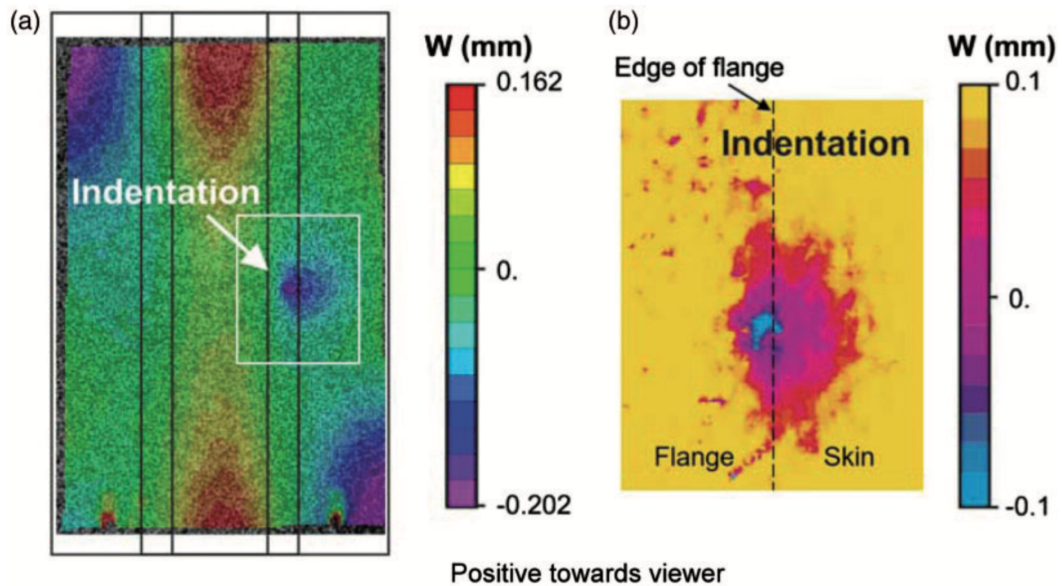 (a)
W (mm)
0.162
0.
-0.202
Indentation
(b)
W (mm)
0.1
0.
-0.1
Edge of flange
Indentation
Flange
Skin
Positive towards viewer